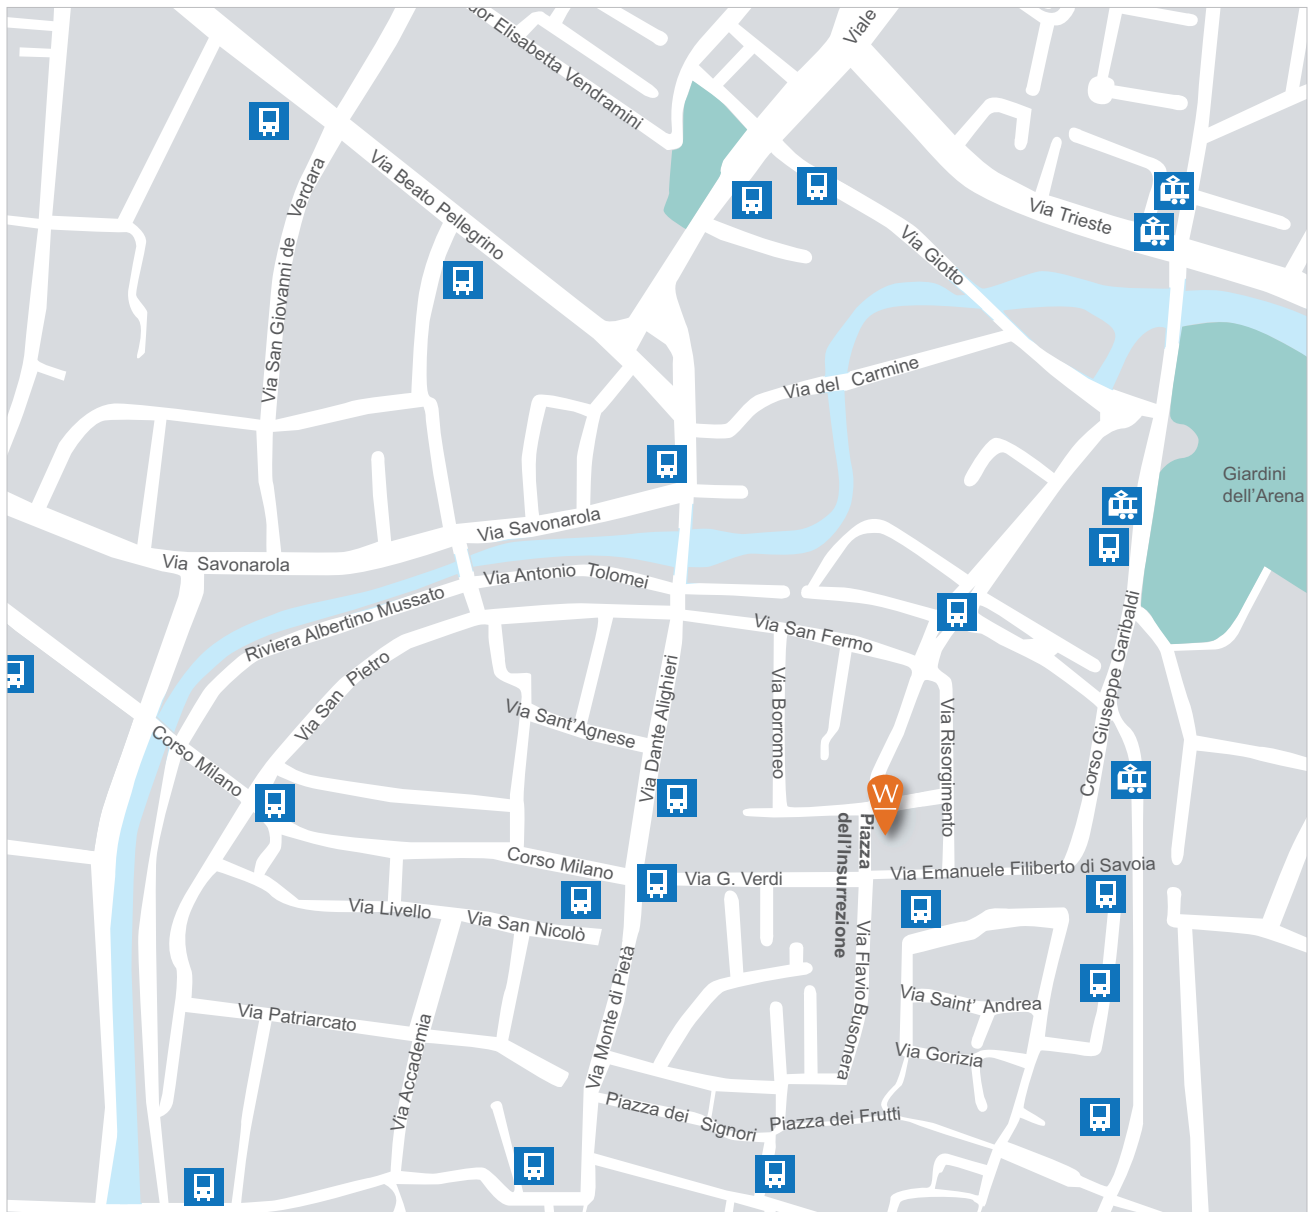 Elisabetta Vendramini
Viale
Via Beato Pellegrino
Via San Giovanni de Verdara
Via Trieste
Via Giotto
Via del Carmine
Giardini
dell'Arena
Via Savonarola
Via Savonarola
Via Antonio Tolomei
Riviera Albertino Mussato
Via San Fermo
Via San Pietro
Corso Giuseppe Garibaldi
Via Sant'Agnese
Via Dante Alighieri
Via Borromeo
Via Risorgimento
Corso Milano
W
Piazza
dell'Insurrezione
Corso Milano
Via G. Verdi
Via Emanuele Filiberto di Savoia
Via Livello
Via San Nicolò
Via Flavio Busonera
Via Monte di Pietà
Via Saint' Andrea
Via Patriarcato
Via Accademia
Via Gorizia
Piazza dei Signori
Piazza dei Frutti